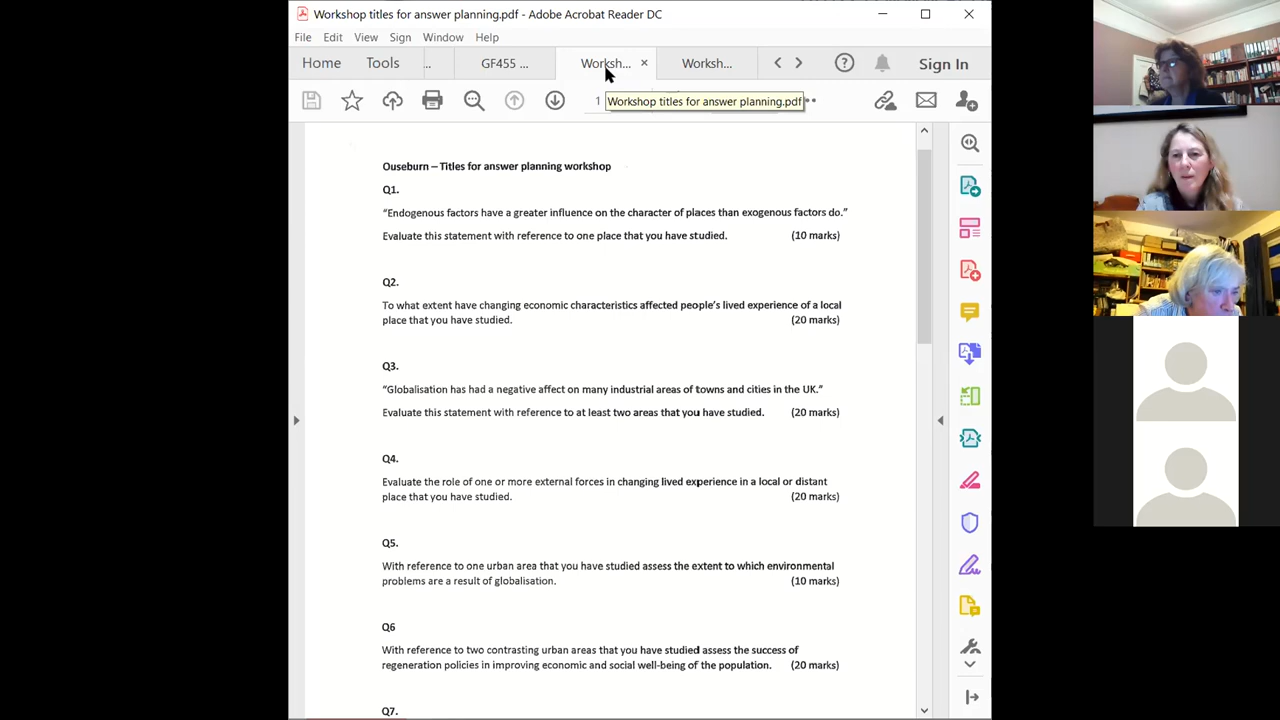 Workshop titles for answer planning.pdf - Adobe Acrobat Reader DC
File Edit View Sign Window Help
Home Tools ... GF455 ... Worksh... × Worksh... Sign In
1
Workshop titles for answer planning.pdf
Ouseburn – Titles for answer planning workshop
Q1.
“Endogenous factors have a greater influence on the character of places than exogenous factors do.”
Evaluate this statement with reference to one place that you have studied. (10 marks)
Q2.
To what extent have changing economic characteristics affected people’s lived experience of a local
place that you have studied. (20 marks)
Q3.
“Globalisation has had a negative affect on many industrial areas of towns and cities in the UK.”
Evaluate this statement with reference to at least two areas that you have studied. (20 marks)
Q4.
Evaluate the role of one or more external forces in changing lived experience in a local or distant
place that you have studied. (20 marks)
Q5.
With reference to one urban area that you have studied assess the extent to which environmental
problems are a result of globalisation. (10 marks)
Q6
With reference to two contrasting urban areas that you have studied assess the success of
regeneration policies in improving economic and social well-being of the population. (20 marks)
Q7.